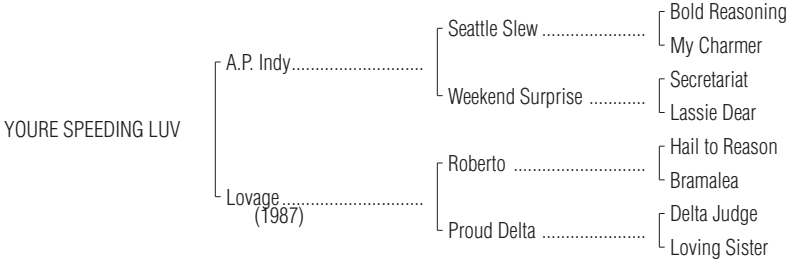 Bold Reasoning
Seattle Slew ......................
My Charmer
A.P. Indy............................
Secretariat
Weekend Surprise ............
Lassie Dear
YOURE SPEEDING LUV
Hail to Reason
Roberto ............................
Bramalea
Lovage..............................
(1987)
Delta Judge
Proud Delta ......................
Loving Sister